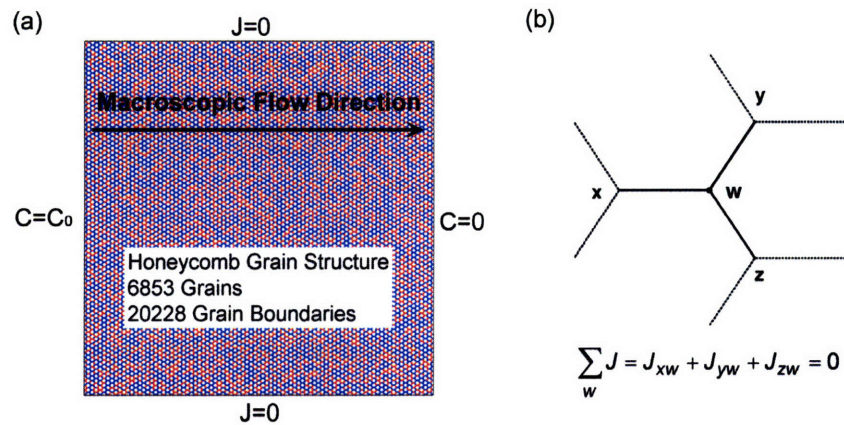 (a)
J=0
Macroscopic Flow Direction
C=C₀
C=0
Honeycomb Grain Structure
6853 Grains
20228 Grain Boundaries
J=0
(b)
y
x
w
z
∑_w J = J_xw + J_yw + J_zw = 0